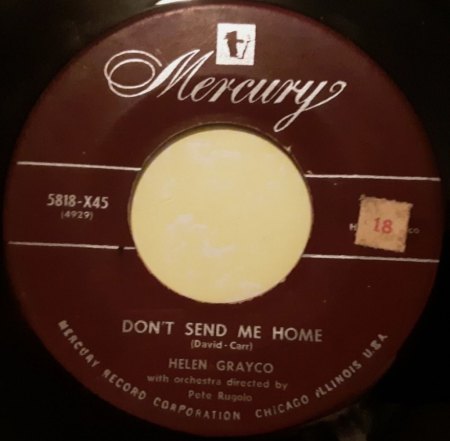 Mercury
5818-X45
(4929)
18
DON'T SEND ME HOME
(David-Carr)
HELEN GRAYCO
with orchestra directed by
Pete Rugolo
MERCURY RECORD CORPORATION CHICAGO ILLINOIS U.S.A